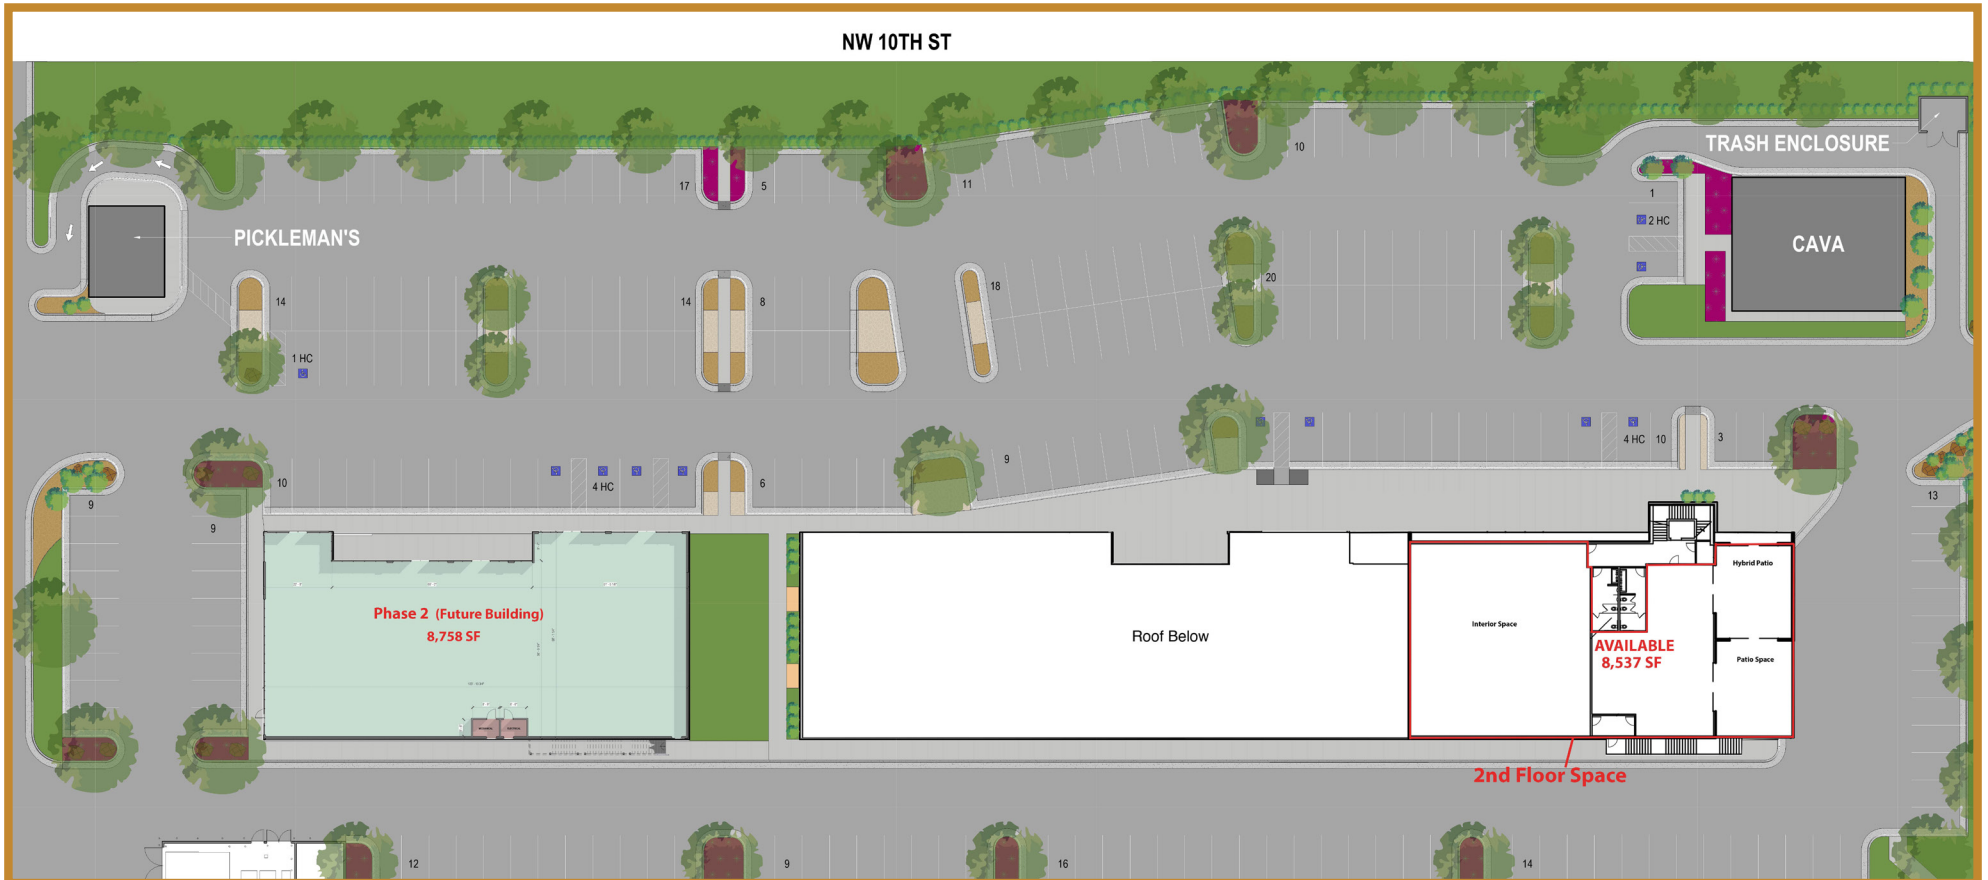 NW 10TH ST
TRASH ENCLOSURE
10
17
5
11
1
2 HC
PICKLEMAN'S
CAVA
20
18
14
14
8
1 HC
9
4 HC
10
3
10
4 HC
6
9
9
13
Hybrid Patio
Phase 2 (Future Building)
8,758 SF
Roof Below
Interior Space
AVAILABLE
8,537 SF
Patio Space
2nd Floor Space
12
9
16
14